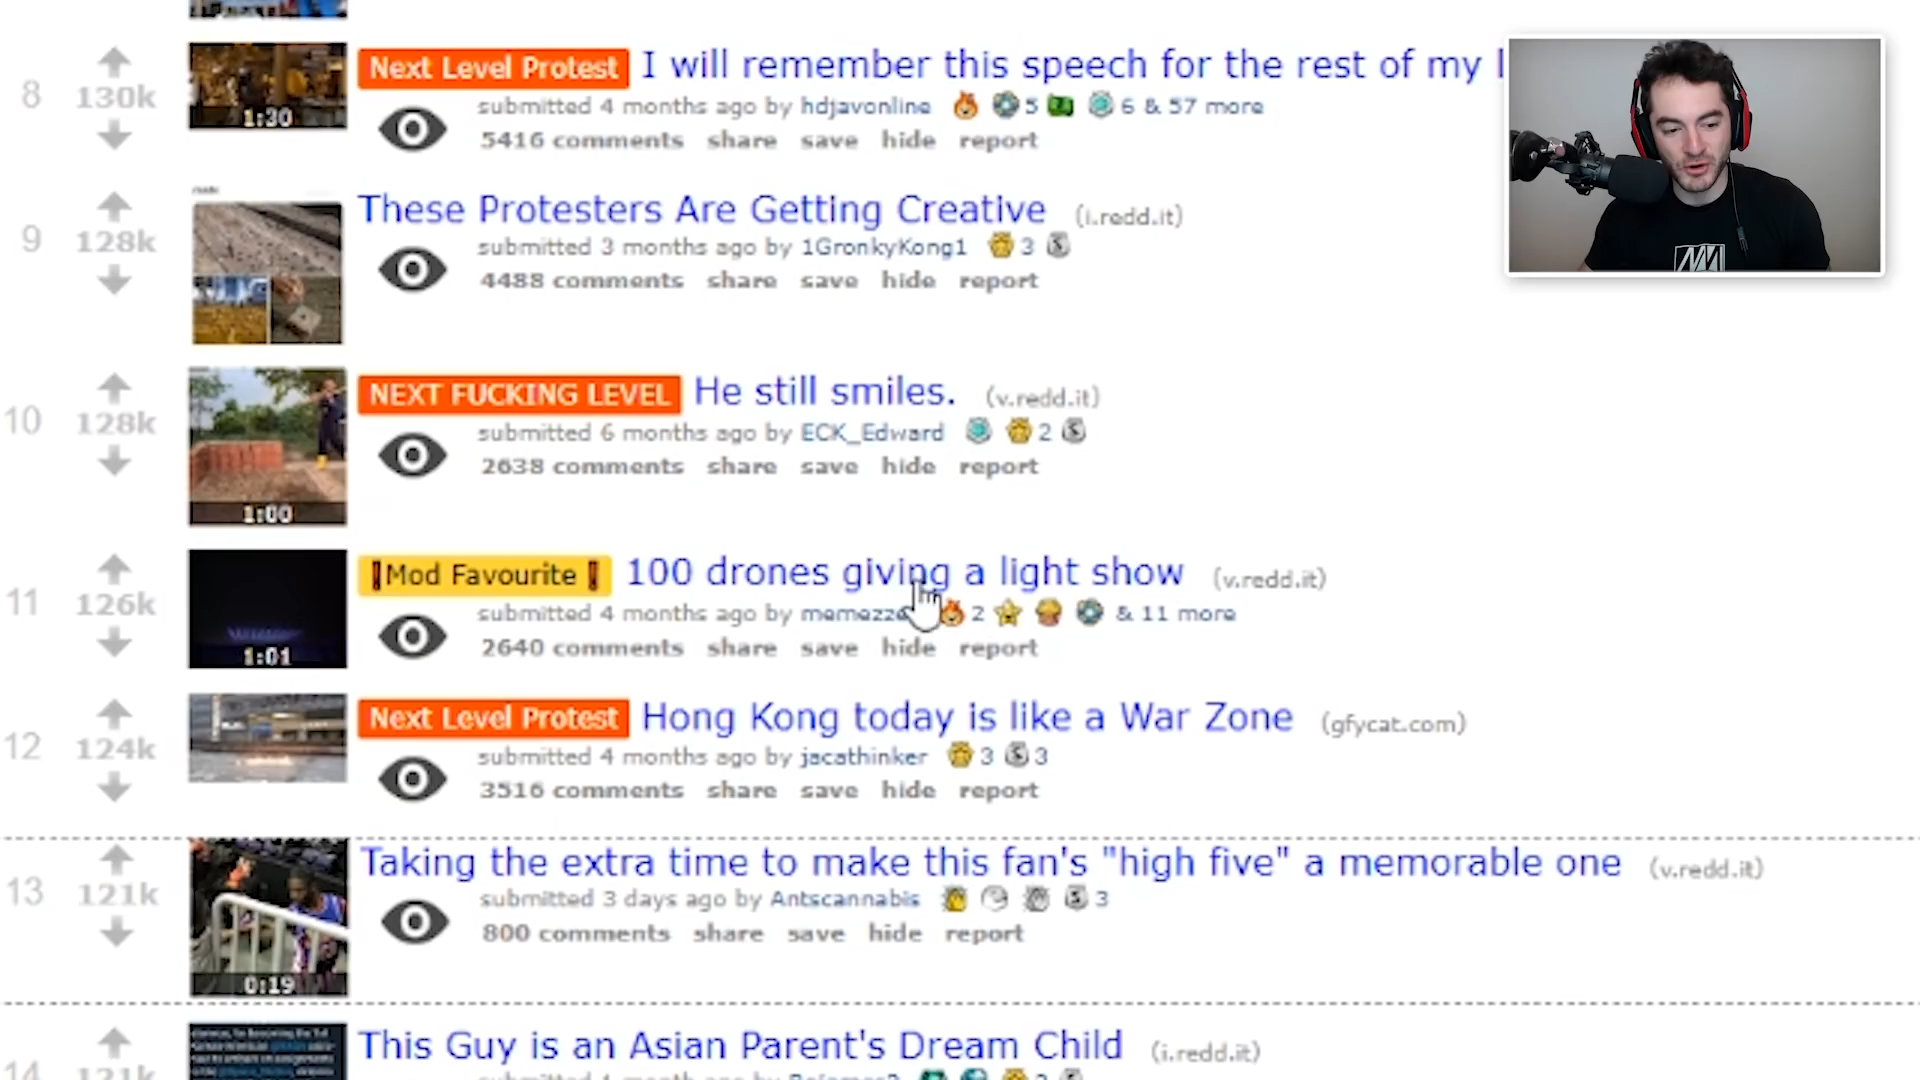 Next Level Protest I will remember this speech for the rest of my l
8
130k
1:30
submitted 4 months ago by hdjavonline 5 6 & 57 more
5416 comments share save hide report
These Protesters Are Getting Creative (i.redd.it)
9
128k
submitted 3 months ago by 1GronkyKong1 3
4488 comments share save hide report
NEXT FUCKING LEVEL He still smiles. (v.redd.it)
10
128k
submitted 6 months ago by ECK_Edward 2
2638 comments share save hide report
1:00
❗Mod Favourite❗ 100 drones giving a light show (v.redd.it)
11
126k
submitted 4 months ago by 2 & 11 more
2640 comments share save hide report
1:01
Next Level Protest Hong Kong today is like a War Zone (gfycat.com)
12
124k
submitted 4 months ago by jacathinker 3 3
3516 comments share save hide report
Taking the extra time to make this fan's "high five" a memorable one (v.redd.it)
13
121k
submitted 3 days ago by Antscannabis 3
800 comments share save hide report
0:19
This Guy is an Asian Parent's Dream Child (i.redd.it)
14
121k